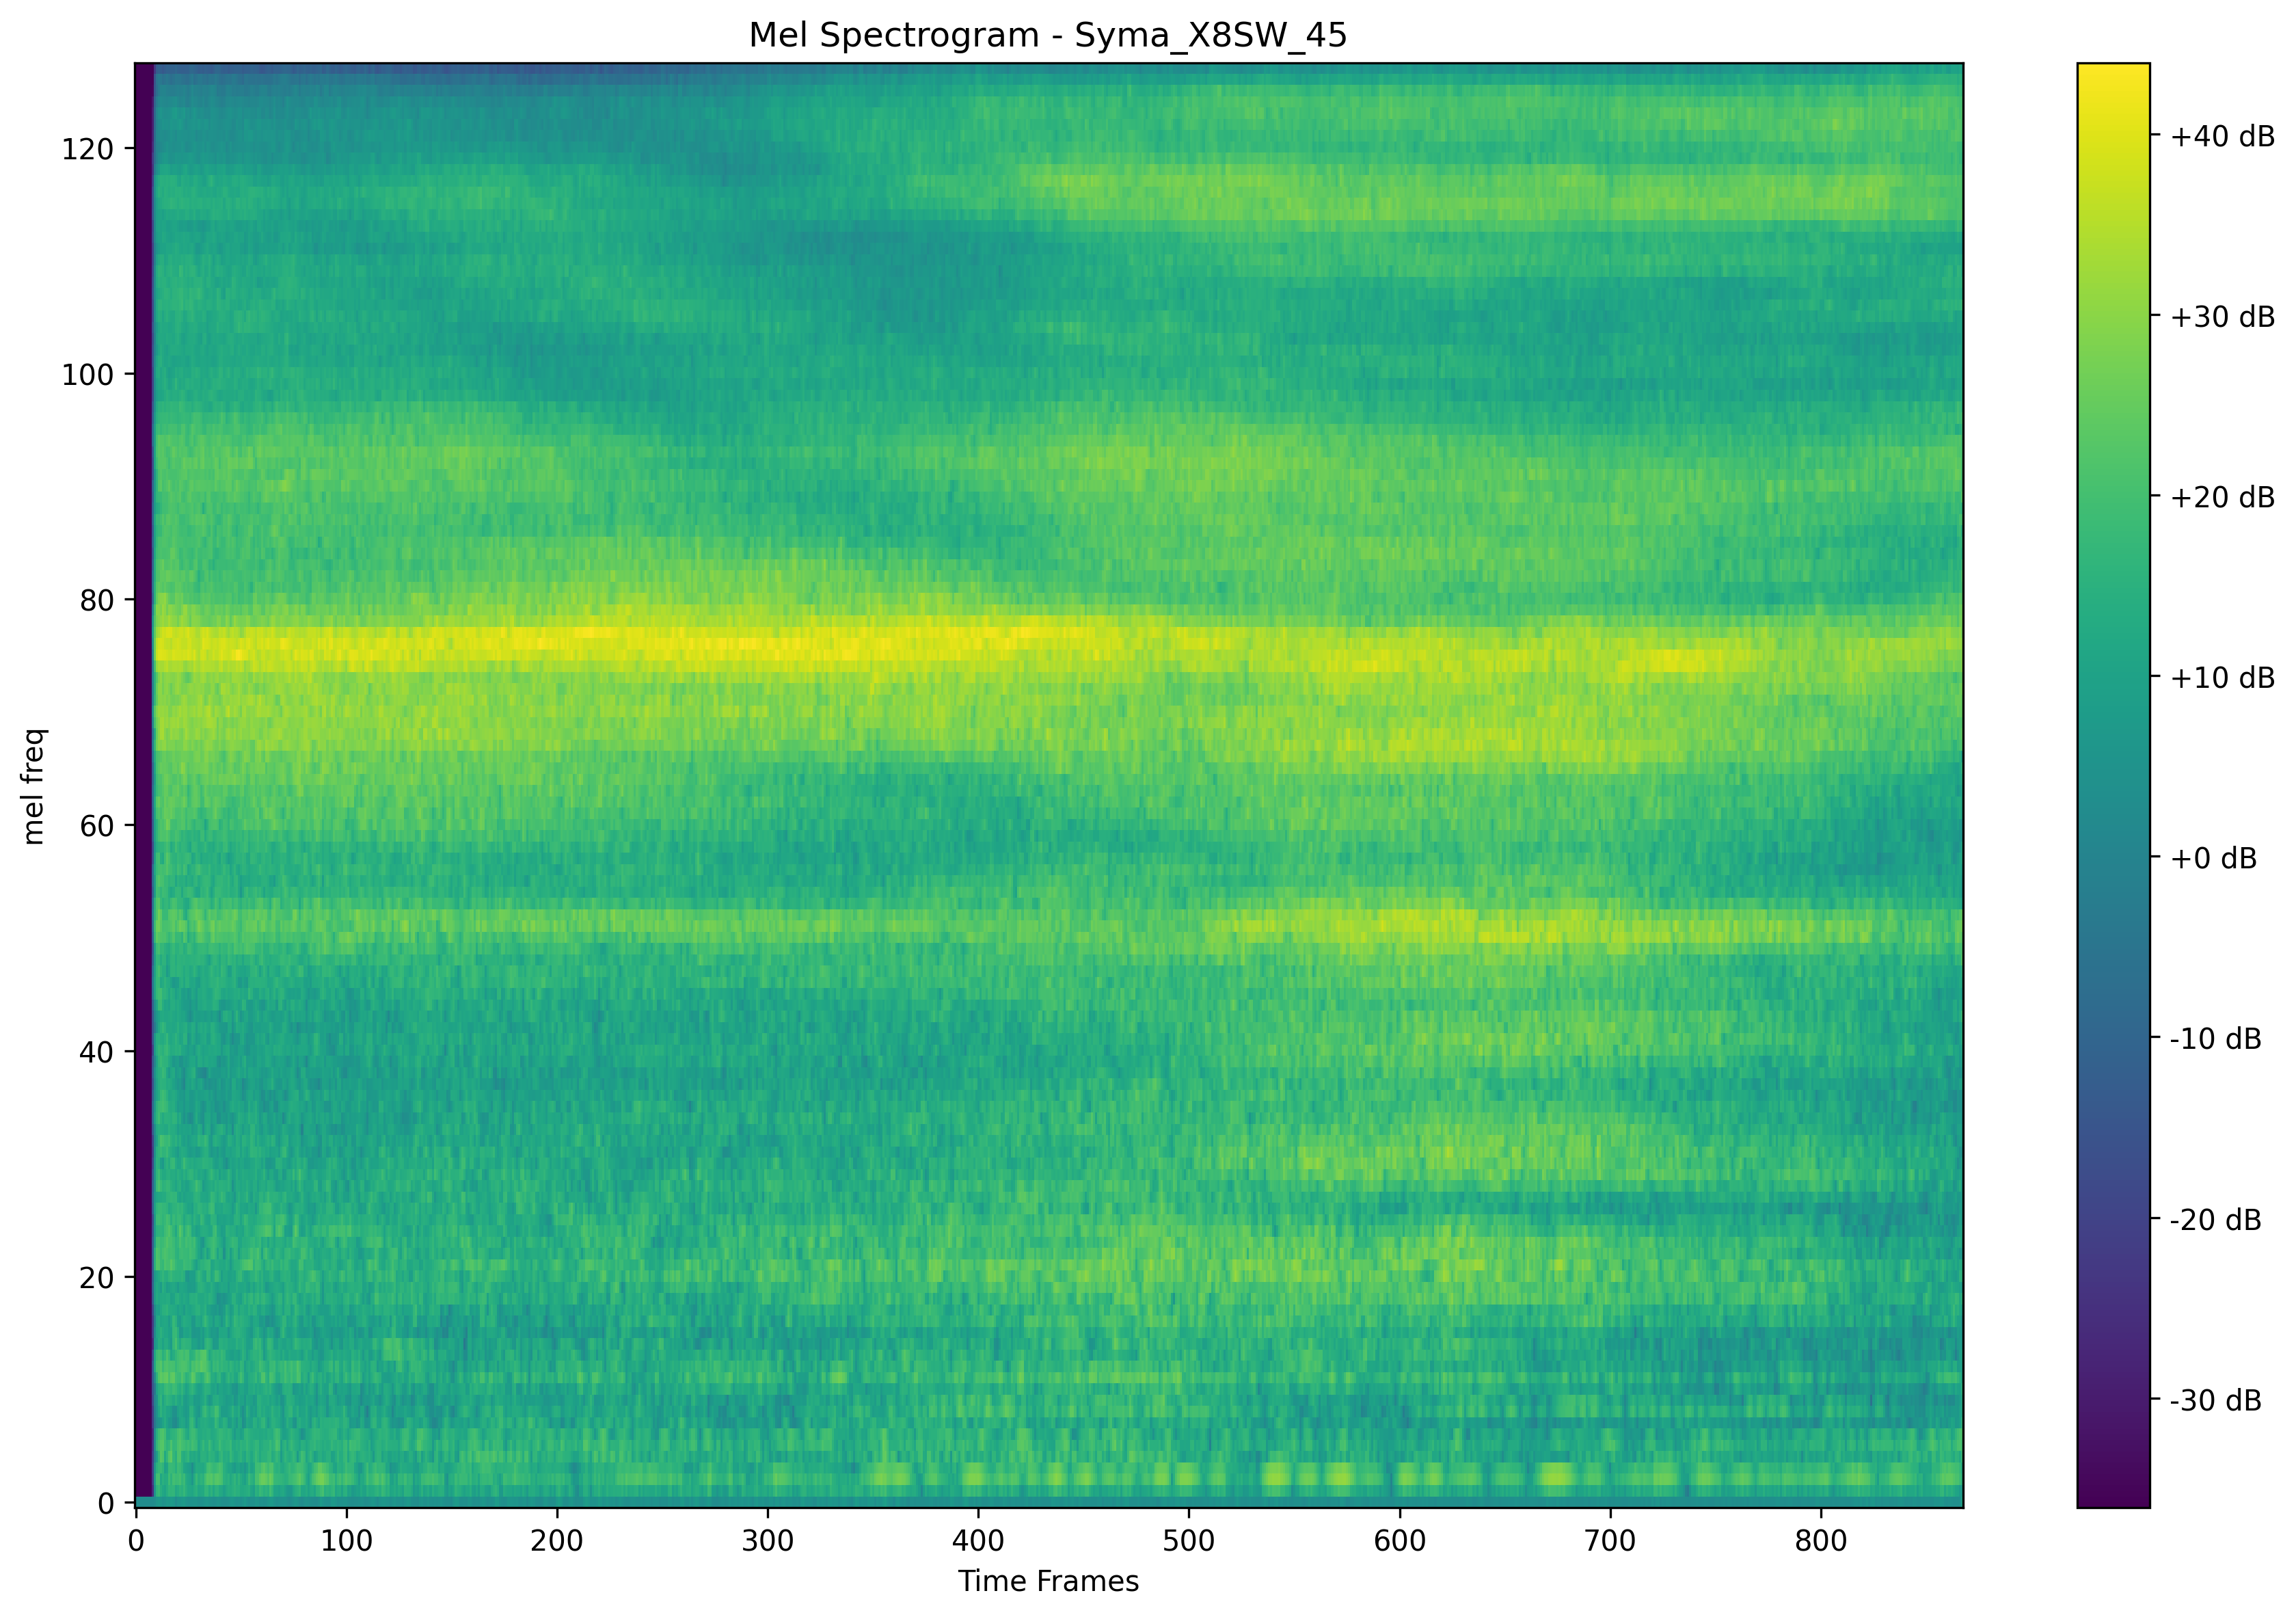 Mel Spectrogram - Syma_X8SW_45
mel freq
120
100
80
60
40
20
0
0 100 200 300 400 500 600 700 800
Time Frames
+40 dB
+30 dB
+20 dB
+10 dB
+0 dB
-10 dB
-20 dB
-30 dB